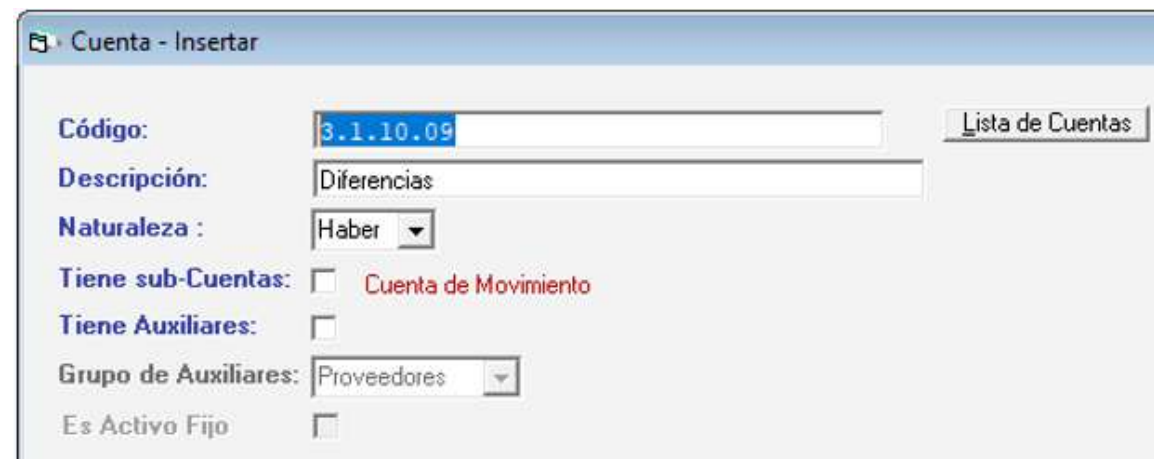 Cuenta - Insertar
Código: 3.1.10.09 Lista de Cuentas
Descripción: Diferencias
Naturaleza : Haber
Tiene sub-Cuentas: Cuenta de Movimiento
Tiene Auxiliares:
Grupo de Auxiliares: Proveedores
Es Activo Fijo